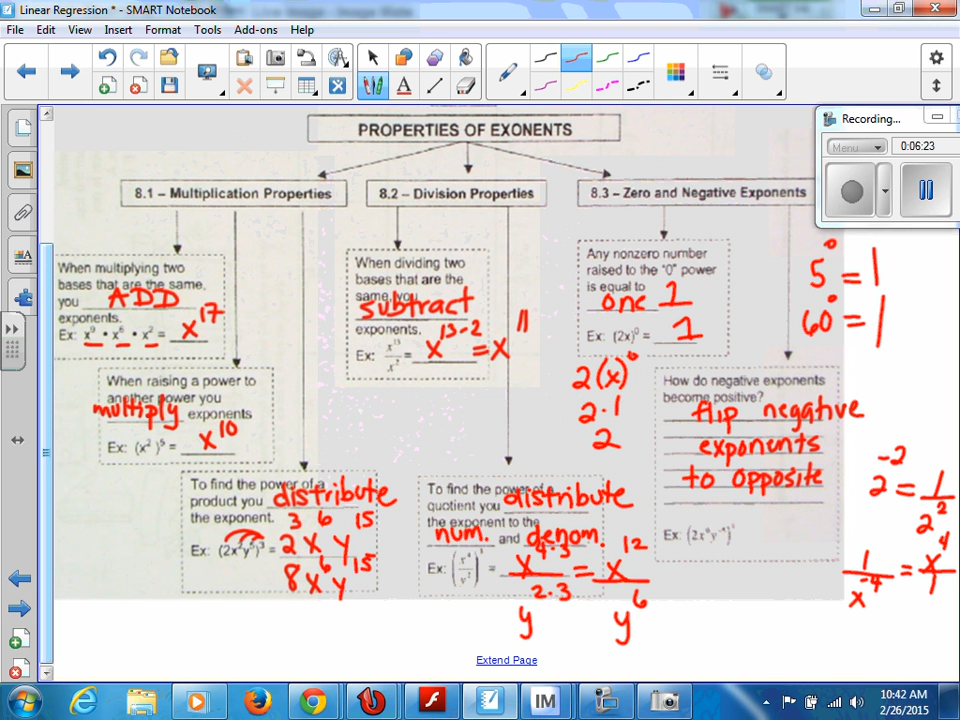 Linear Regression * - SMART Notebook
File Edit View Insert Format Tools Add-ons Help
Recording...
Menu
0:06:23
PROPERTIES OF EXONENTS
8.1 – Multiplication Properties
8.2 – Division Properties
8.3 – Zero and Negative Exponents
When multiplying two
bases that are the same,
you ADD
exponents.
Ex: x⁹ • x⁶ • x² = x¹⁷
When raising a power to
another power you
multiply exponents
Ex: (x²)⁵ = x¹⁰
To find the power of a
product you distribute
the exponent.
Ex: (2x²y⁵)³ = 2³x⁶y¹⁵
8x⁶y¹⁵
When dividing two
bases that are the
same, you
subtract
exponents.
Ex: x¹³/x² = x¹³⁻² = x¹¹
To find the power of a
quotient you distribute
the exponent to the
num. and denom.
Ex: (x⁴/y²)³ = x⁴·³/y²·³ = x¹²/y⁶
Any nonzero number
raised to the "0" power
is equal to
one 1
Ex: (2x)⁰ = 1
2(x)⁰
2·1
2
5⁰ = 1
60⁰ = 1
How do negative exponents
become positive?
flip negative
exponents
to opposite
2⁻² = 1/2²
1/x⁻⁴ = x⁴/1
Extend Page
IM
10:42 AM
2/26/2015